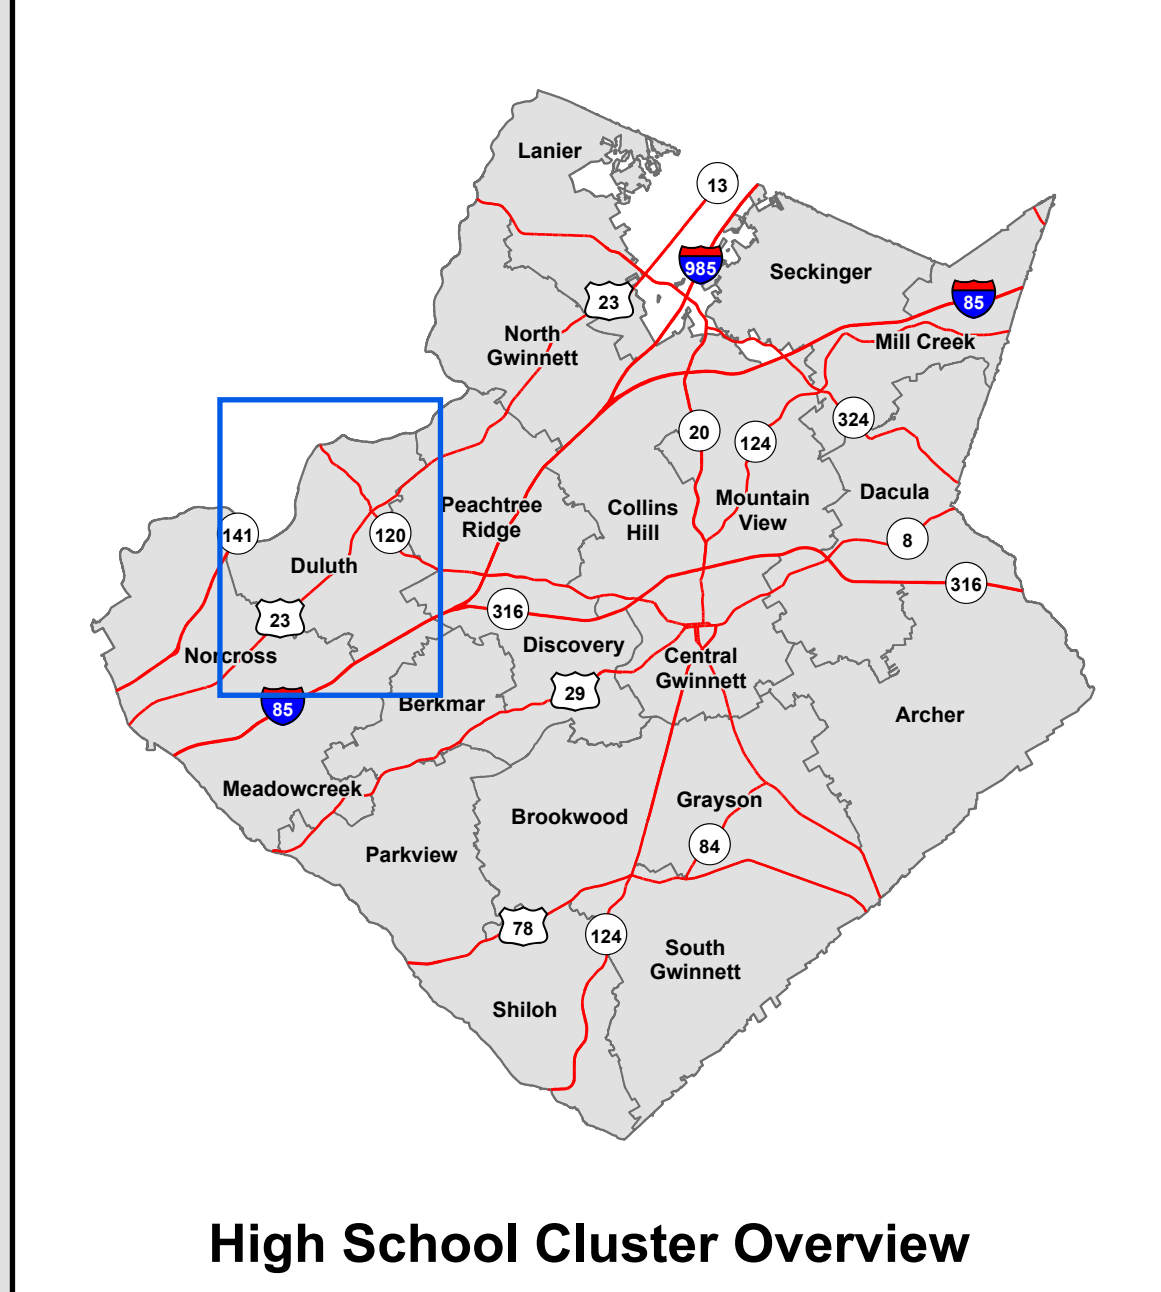 Lanier
13
985
Seckinger
23
85
North
Gwinnett
Mill Creek
20
124
324
Peachtree
Ridge
Collins
Hill
Mountain
View
Dacula
141
120
8
Duluth
316
316
23
Discovery
Norcross
Central
Gwinnett
29
85
Berkmar
Archer
Meadowcreek
Brookwood
Grayson
84
Parkview
78
124
South
Gwinnett
Shiloh
High School Cluster Overview